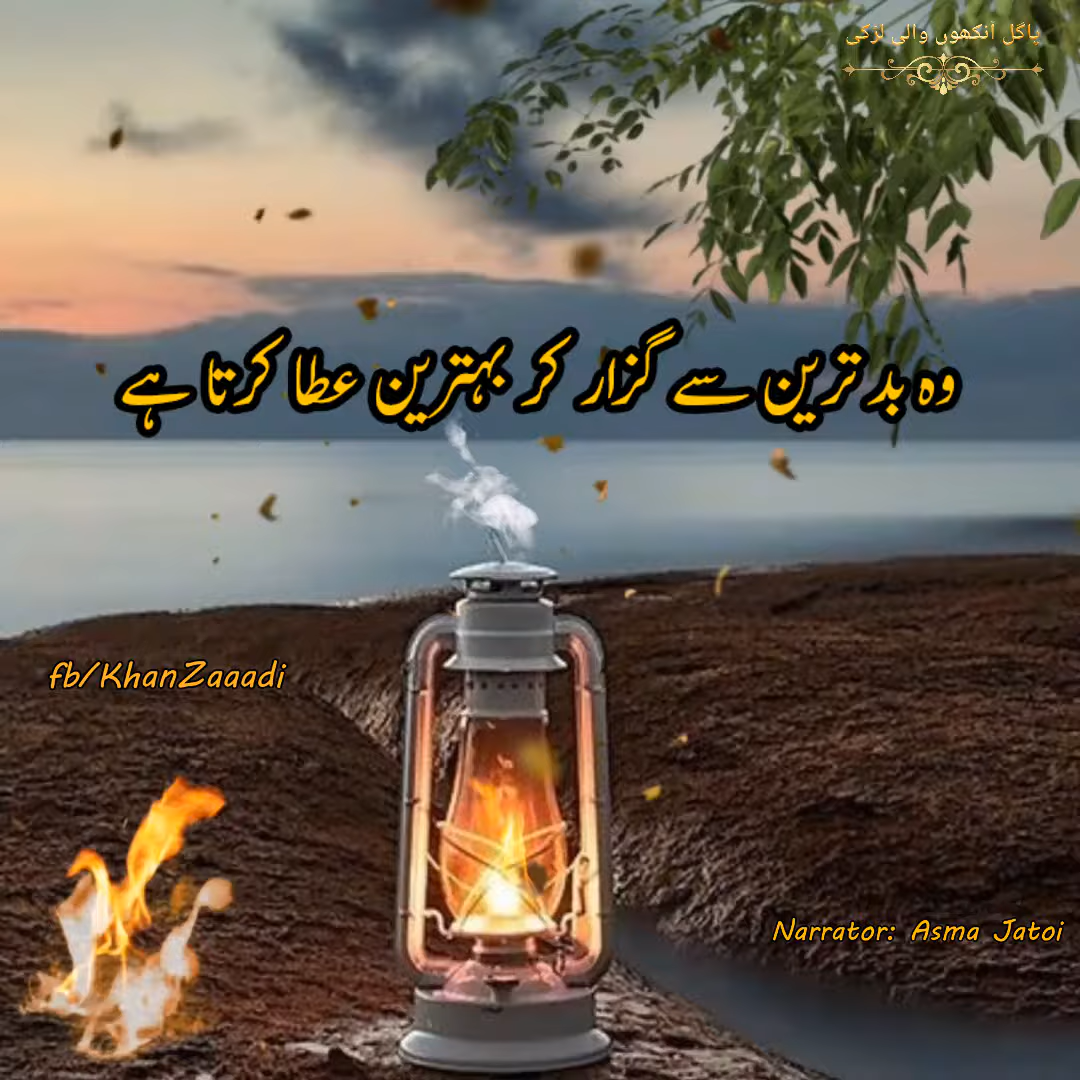 پاگل آنکھوں والی لڑکی
وہ بدترین سے گزار کر بہترین عطا کرتا ہے
fb/KhanZaaadi
Narrator: Asma Jatoi